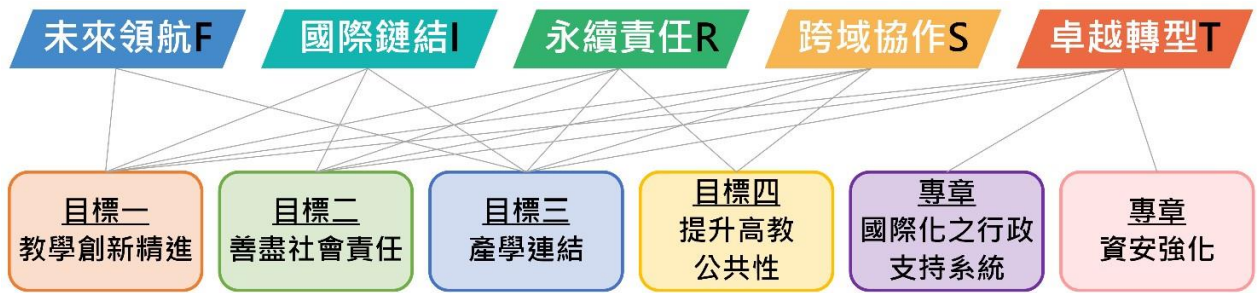 未來領航F
國際鏈結I
永續責任R
跨域協作S
卓越轉型T
目標一
教學創新精進
目標二
善盡社會責任
目標三
產學連結
目標四
提升高教
公共性
專章
國際化之行政
支持系統
專章
資安強化